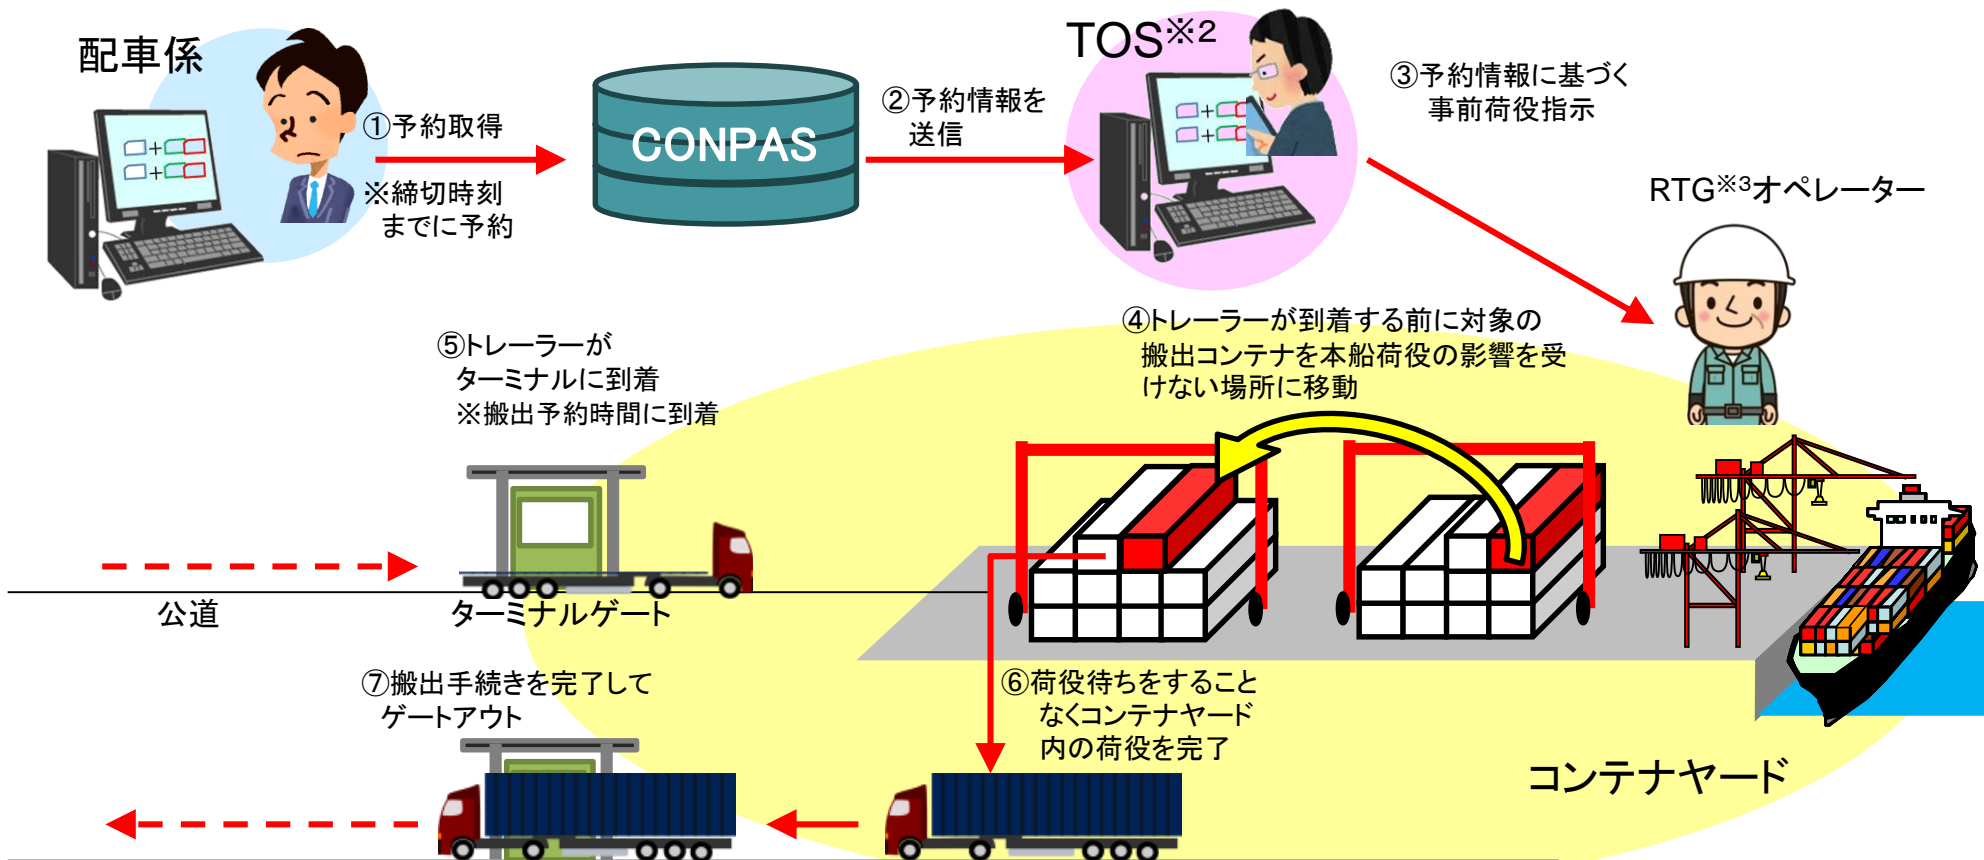 配車係
①予約取得
※締切時刻
までに予約
CONPAS
②予約情報を
送信
TOS※2
③予約情報に基づく
事前荷役指示
RTG※3オペレーター
④トレーラーが到着する前に対象の
搬出コンテナを本船荷役の影響を受
けない場所に移動
⑤トレーラーが
ターミナルに到着
※搬出予約時間に到着
公道
ターミナルゲート
⑥荷役待ちをすること
なくコンテナヤード
内の荷役を完了
⑦搬出手続きを完了して
ゲートアウト
コンテナヤード